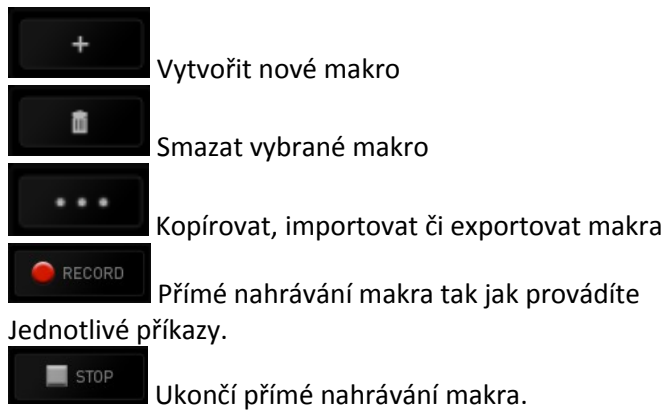 + Vytvořit nové makro
Smazat vybrané makro
... Kopírovat, importovat či exportovat makra
RECORD Přímé nahrávání makra tak jak provádíte
Jednotlivé příkazy.
STOP Ukončí přímé nahrávání makra.